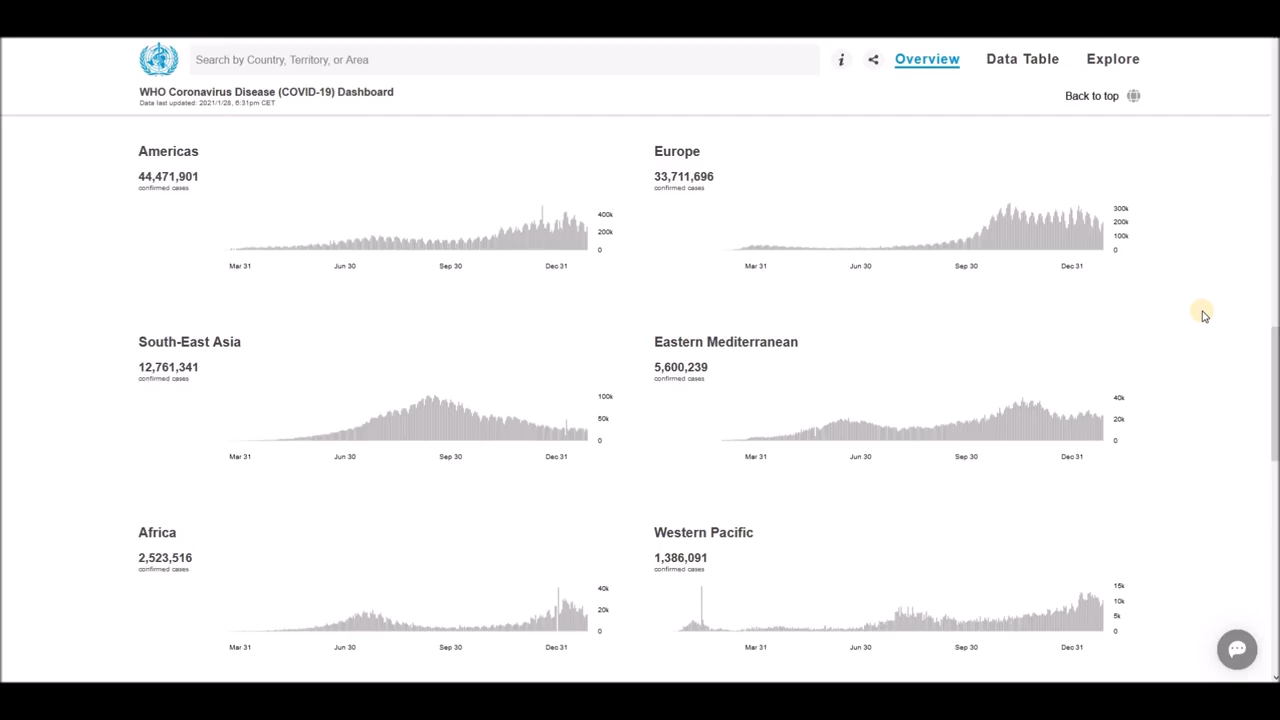 Search by Country, Territory, or Area
i
Overview
Data Table
Explore
WHO Coronavirus Disease (COVID-19) Dashboard
Data last updated: 2021/1/28, 6:31pm CET
Back to top
Americas
44,471,901
confirmed cases
400k
200k
0
Mar 31 Jun 30 Sep 30 Dec 31
Europe
33,711,696
confirmed cases
300k
200k
100k
0
Mar 31 Jun 30 Sep 30 Dec 31
South-East Asia
12,761,341
confirmed cases
100k
50k
0
Mar 31 Jun 30 Sep 30 Dec 31
Eastern Mediterranean
5,600,239
confirmed cases
40k
20k
0
Mar 31 Jun 30 Sep 30 Dec 31
Africa
2,523,516
confirmed cases
40k
20k
0
Mar 31 Jun 30 Sep 30 Dec 31
Western Pacific
1,386,091
confirmed cases
15k
10k
5k
0
Mar 31 Jun 30 Sep 30 Dec 31